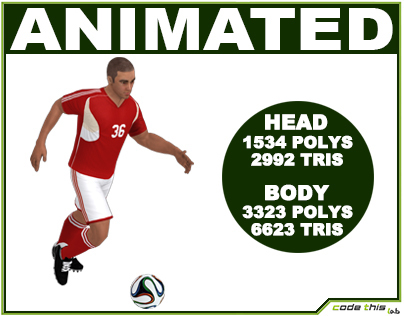 ANIMATED
36
HEAD
1534 POLYS
2992 TRIS
BODY
3323 POLYS
6623 TRIS
code this lab